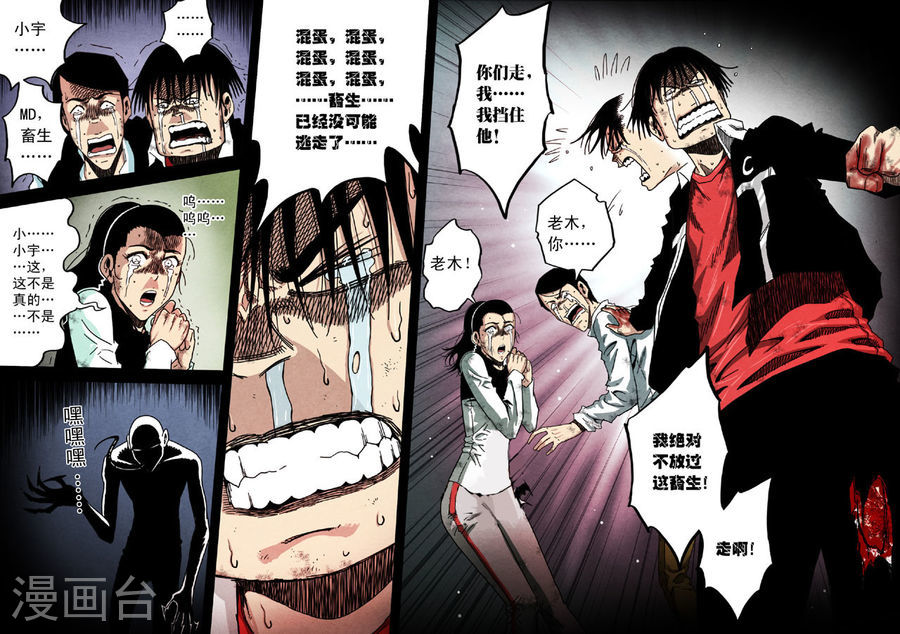 ……
……
小宇
……
MD,
畜生
……
呜……
呜呜…
…
小……
小宇…
…这,
这不是
真的…
…不是
……
嘿
嘿
嘿
……
混蛋,混蛋,
混蛋,混蛋,
混蛋,混蛋,
……畜生……
已经没可能
逃走了……
你们走,
我……
我挡住
他!
老木,
你……
老木!
我绝对
不放过
这畜生!
走啊!
漫画台